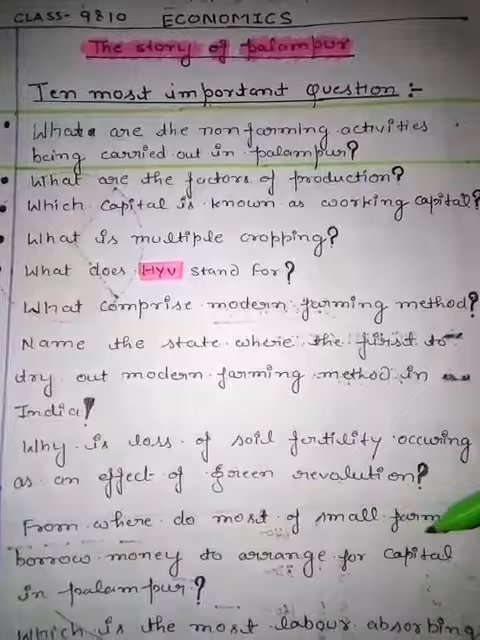 CLASS- 9810 ECONOMICS
The story of palampur
Ten most important question :-
What are the non farming activities
being carried out in palampur?
What are the factors of production?
Which capital is known as working capital?
What is multiple cropping?
What does HYV stand for?
What comprise modern farming method?
Name the state where the first to
dry out modern farming method in
India?
Why is loss of soil fertility occuring
as an effect of green revolution?
From where do most of small farm
borrow money to arrange for capital
in palampur?
Which is the most labour absorbing